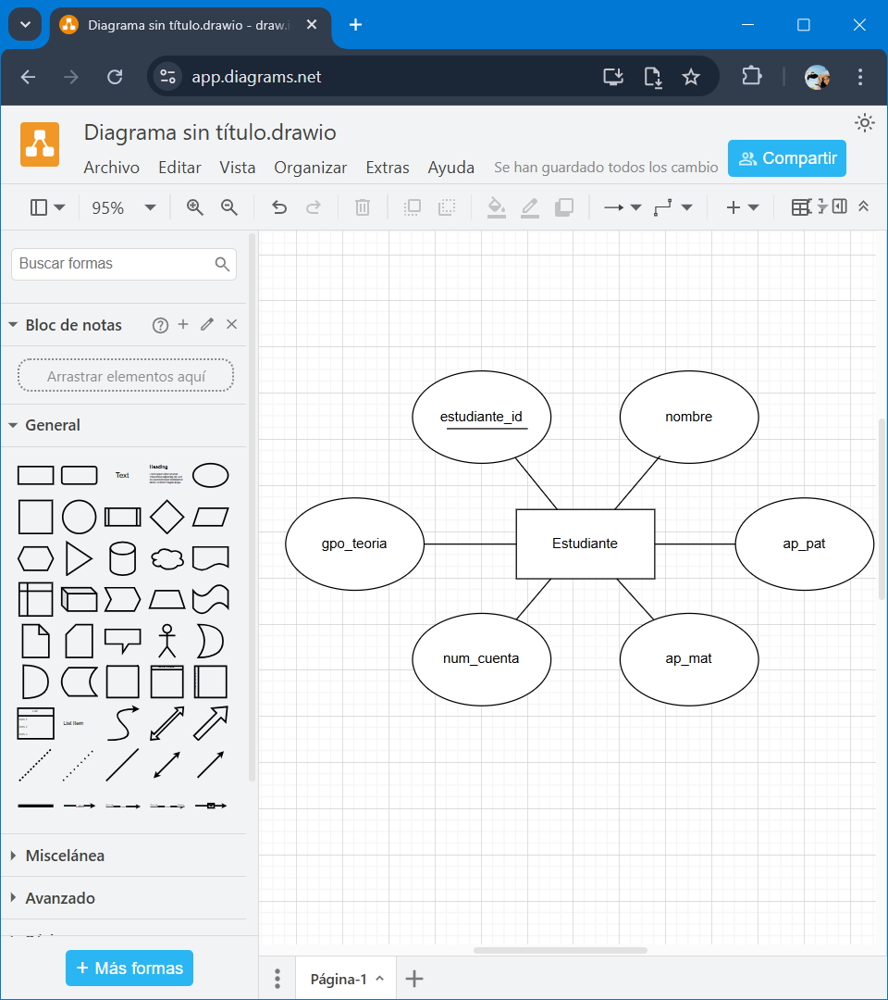 Diagrama sin título.drawio - draw.i
app.diagrams.net
Diagrama sin título.drawio
Archivo Editar Vista Organizar Extras Ayuda Se han guardado todos los cambio
Compartir
95%
Buscar formas
Bloc de notas
Arrastrar elementos aquí
General
Text
Heading
List Item
Misceláneа
Avanzado
+ Más formas
estudiante_id
nombre
gpo_teoria
Estudiante
ap_pat
num_cuenta
ap_mat
Página-1